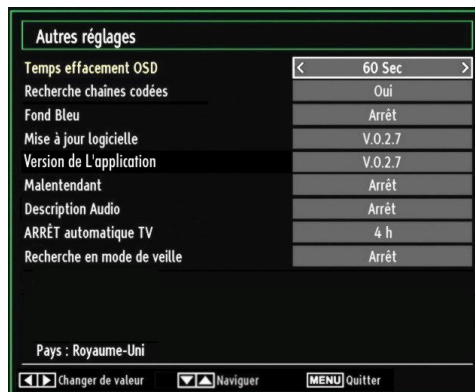 Autres réglages
Temps effacement OSD < 60 Sec >
Recherche chaînes codées Oui
Fond Bleu Arrêt
Mise à jour logicielle V.0.2.7
Version de L'application V.0.2.7
Malentendant Arrêt
Description Audio Arrêt
ARRÊT automatique TV 4 h
Recherche en mode de veille Arrêt
Pays : Royaume-Uni
Changer de valeur Naviguer MENU Quitter